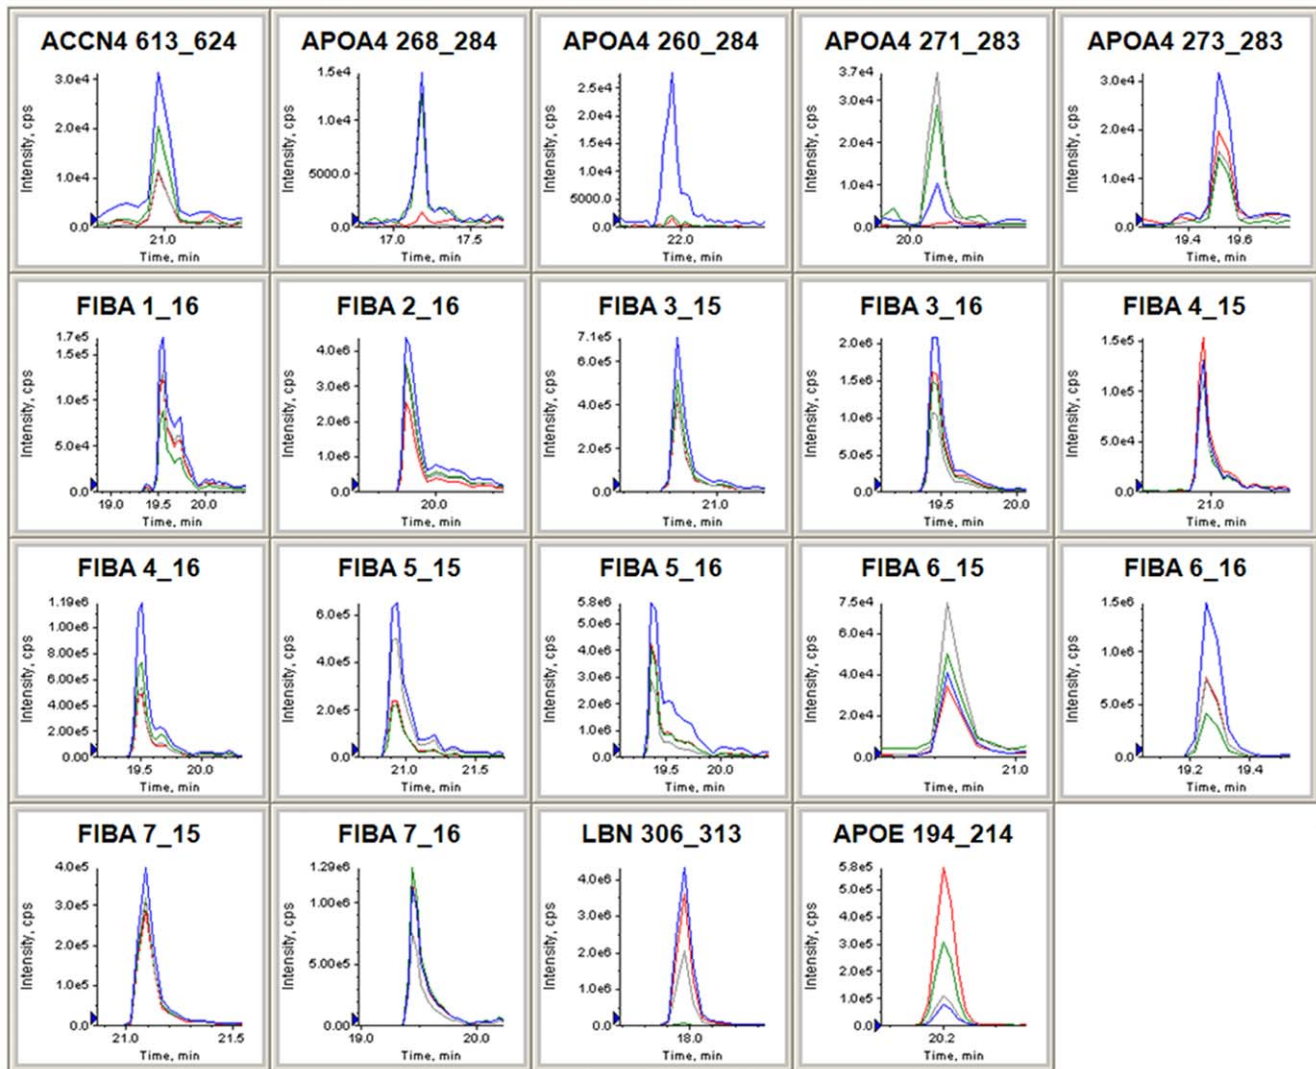 ACCN4 613_624
3.0e4
2.0e4
1.0e4
0.0
Intensity, cps
21.0
Time, min
APOA4 268_284
1.5e4
1.0e4
5000.0
0.0
Intensity, cps
17.0 17.5
Time, min
APOA4 260_284
2.5e4
2.0e4
1.5e4
1.0e4
5000.0
0.0
Intensity, cps
22.0
Time, min
APOA4 271_283
3.7e4
3.0e4
2.0e4
1.0e4
0.0
Intensity, cps
20.0
Time, min
APOA4 273_283
3.0e4
2.0e4
1.0e4
0.0
Intensity, cps
19.4 19.6
Time, min
FIBA 1_16
1.7e5
1.5e5
1.0e5
5.0e4
0.0
Intensity, cps
19.0 19.5 20.0
Time, min
FIBA 2_16
4.0e6
3.0e6
2.0e6
1.0e6
0.0
Intensity, cps
20.0
Time, min
FIBA 3_15
7.1e5
6.0e5
4.0e5
2.0e5
0.0
Intensity, cps
21.0
Time, min
FIBA 3_16
2.0e6
1.5e6
1.0e6
5.0e5
0.0
Intensity, cps
19.5 20.0
Time, min
FIBA 4_15
1.5e5
1.0e5
5.0e4
0.0
Intensity, cps
21.0
Time, min
FIBA 4_16
1.19e6
1.00e6
8.00e5
6.00e5
4.00e5
2.00e5
0.00
Intensity, cps
19.5 20.0
Time, min
FIBA 5_15
6.0e5
4.0e5
2.0e5
0.0
Intensity, cps
21.0 21.5
Time, min
FIBA 5_16
5.8e6
5.0e6
4.0e6
3.0e6
2.0e6
1.0e6
0.0
Intensity, cps
19.5 20.0
Time, min
FIBA 6_15
7.5e4
6.0e4
4.0e4
2.0e4
0.0
Intensity, cps
21.0
Time, min
FIBA 6_16
1.5e6
1.0e6
5.0e5
0.0
Intensity, cps
19.2 19.4
Time, min
FIBA 7_15
4.0e5
3.0e5
2.0e5
1.0e5
0.0
Intensity, cps
21.0 21.5
Time, min
FIBA 7_16
1.29e6
1.00e6
5.00e5
0.00
Intensity, cps
19.0 20.0
Time, min
LBN 306_313
4.0e6
3.0e6
2.0e6
1.0e6
0.0
Intensity, cps
18.0
Time, min
APOE 194_214
5.8e5
5.0e5
4.0e5
3.0e5
2.0e5
1.0e5
0.0
Intensity, cps
20.2
Time, min